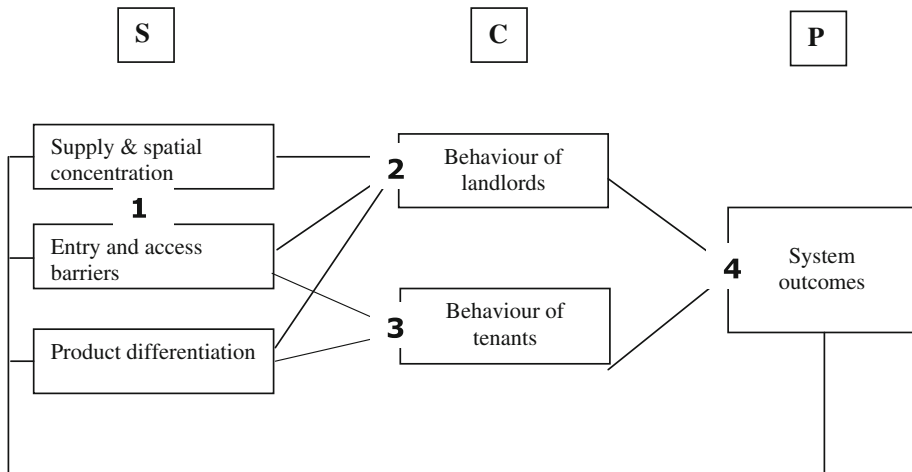 S
C
P
Supply & spatial
concentration
1
Entry and access
barriers
Product differentiation
2
Behaviour of
landlords
3
Behaviour of
tenants
4
System
outcomes